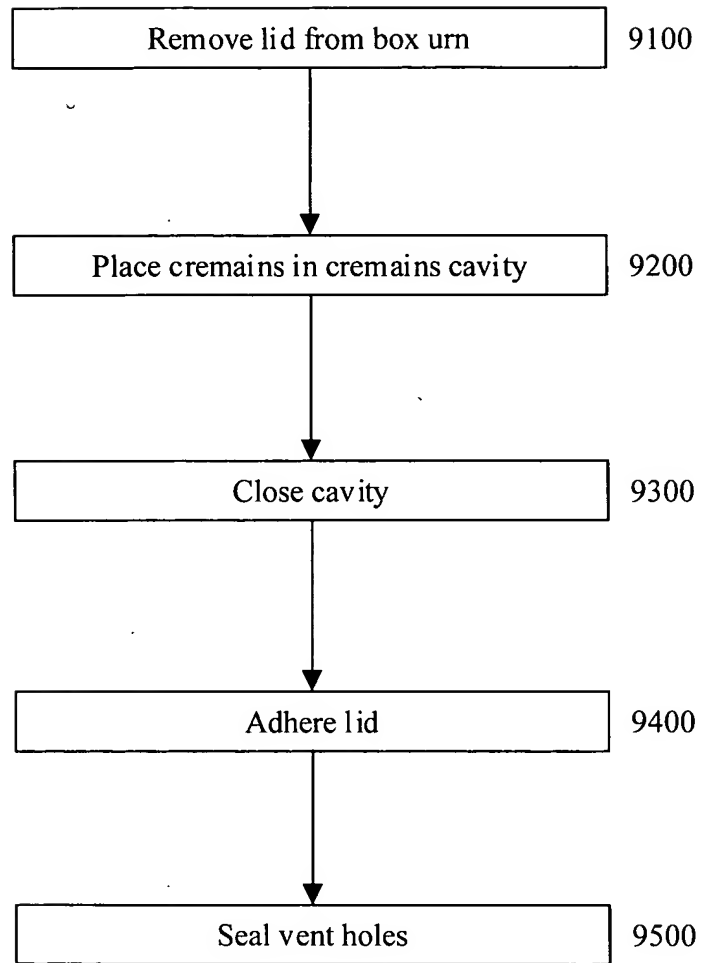 Remove lid from box urn 9100
Place cremains in cremains cavity 9200
Close cavity 9300
Adhere lid 9400
Seal vent holes 9500